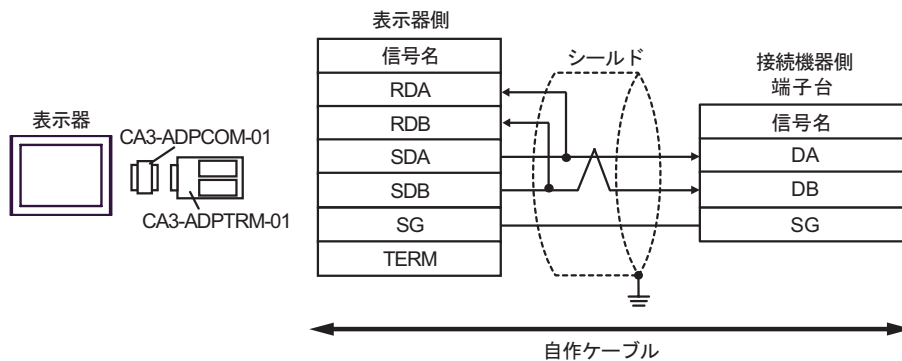 表示器
CA3-ADPCOM-01
CA3-ADPTRM-01
表示器側
信号名
RDA
RDB
SDA
SDB
SG
TERM
シールド
接続機器側
端子台
信号名
DA
DB
SG
自作ケーブル